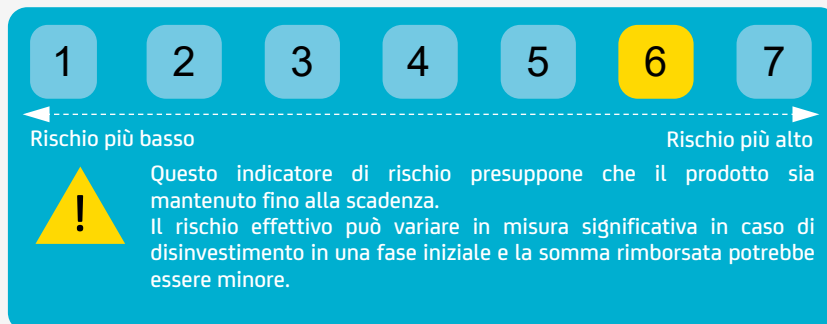 1 2 3 4 5 6 7
Rischio più basso Rischio più alto
! Questo indicatore di rischio presuppone che il prodotto sia
mantenuto fino alla scadenza.
Il rischio effettivo può variare in misura significativa in caso di
disinvestimento in una fase iniziale e la somma rimborsata potrebbe
essere minore.